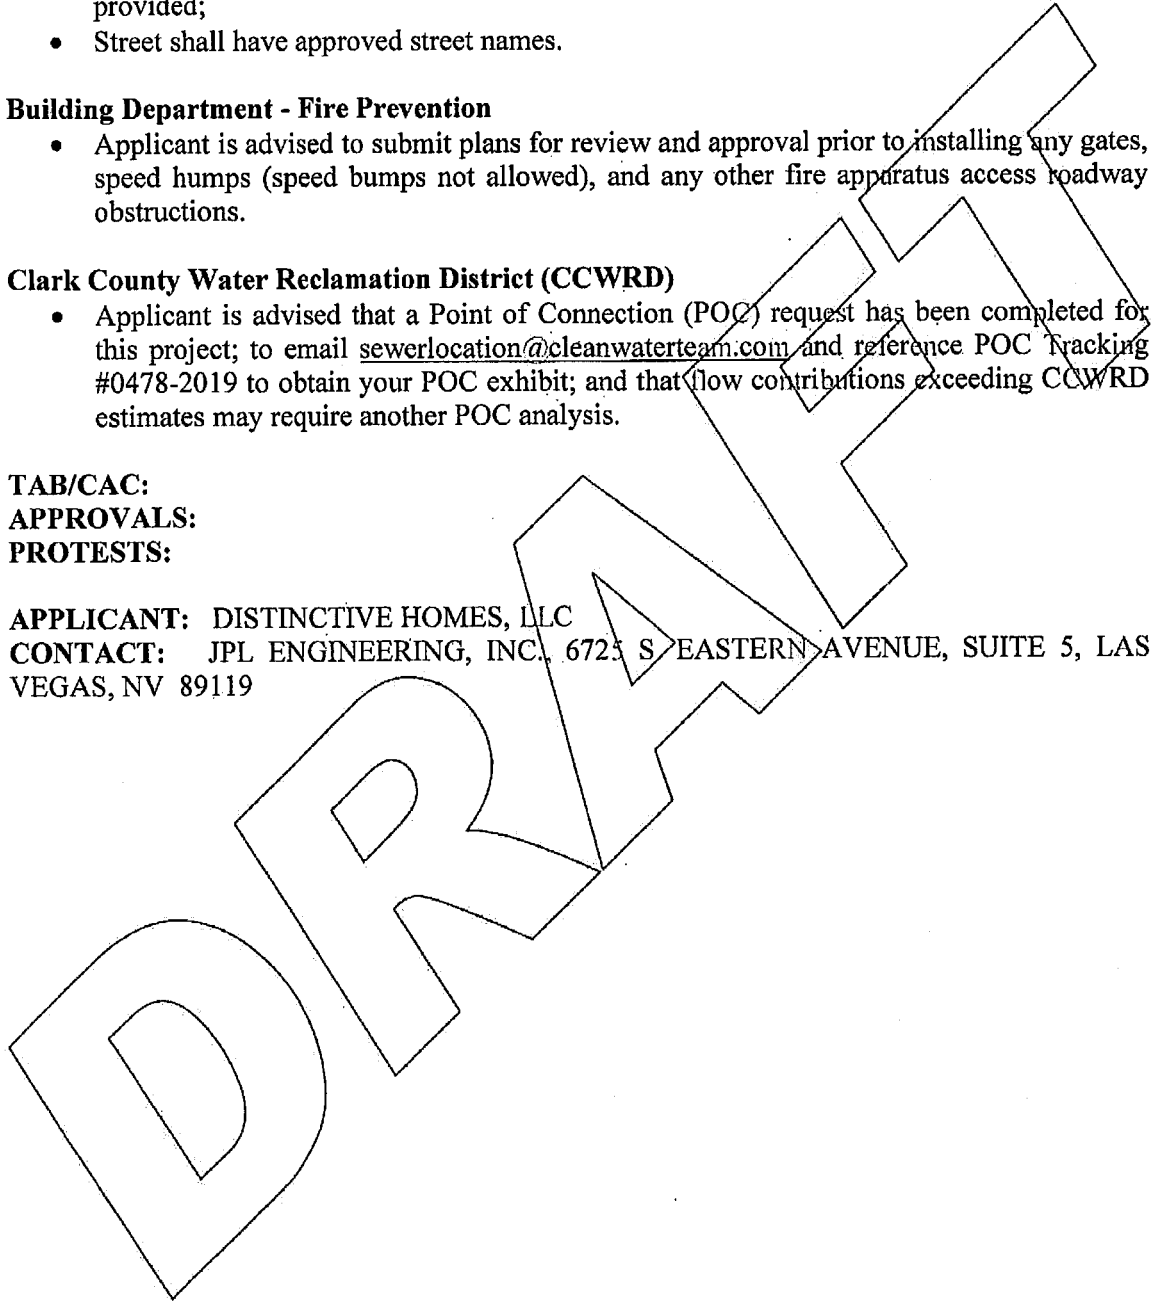 provided;
• Street shall have approved street names.
Building Department - Fire Prevention
• Applicant is advised to submit plans for review and approval prior to installing any gates,
speed humps (speed bumps not allowed), and any other fire apparatus access roadway
obstructions.
Clark County Water Reclamation District (CCWRD)
• Applicant is advised that a Point of Connection (POC) request has been completed for
this project; to email sewerlocation@cleanwaterteam.com and reference POC Tracking
#0478-2019 to obtain your POC exhibit; and that flow contributions exceeding CCWRD
estimates may require another POC analysis.
TAB/CAC:
APPROVALS:
PROTESTS:
APPLICANT: DISTINCTIVE HOMES, LLC
CONTACT: JPL ENGINEERING, INC., 6725 S. EASTERN AVENUE, SUITE 5, LAS
VEGAS, NV 89119
DRAFT